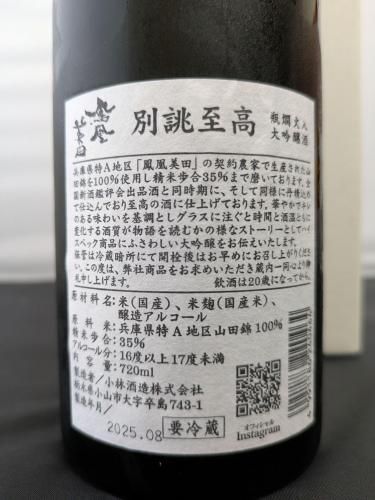 鳳凰美田
別誂至高
瓶燗火入
大吟醸酒
兵庫県特A地区「鳳凰美田」の契約農家で生産された山
田錦を100%使用し精米歩合35%まで磨いております。全
国新酒鑑評会出品酒と同時期に、そして同様に丹精込め
て仕込んでおり至高の酒に仕上げております。華やかでキレ
のある味わいを基調としグラスに注ぐと時間と酒温ともに
変化する酒質が物語を読むかの様なストーリーとしてハイ
スペック商品にふさわしい大吟醸をお伝えいたします。
保管は冷蔵暗所にて開栓後はお早めにお召し上がりくださ
い。この度は、弊社商品をお求めいただき蔵内一同心より御
礼申し上げます。 飲酒は20歳になってから。
原材料名:米(国産)、米麹(国産米)、
醸造アルコール
原料米:兵庫県特A地区山田錦100%
精米歩合:35%
アルコール分:16度以上17度未満
内容量:720ml
製造者:小林酒造株式会社
栃木県小山市大字卒島743-1
製造年月/
2025.08
要冷蔵
オフィシャル
Instagram